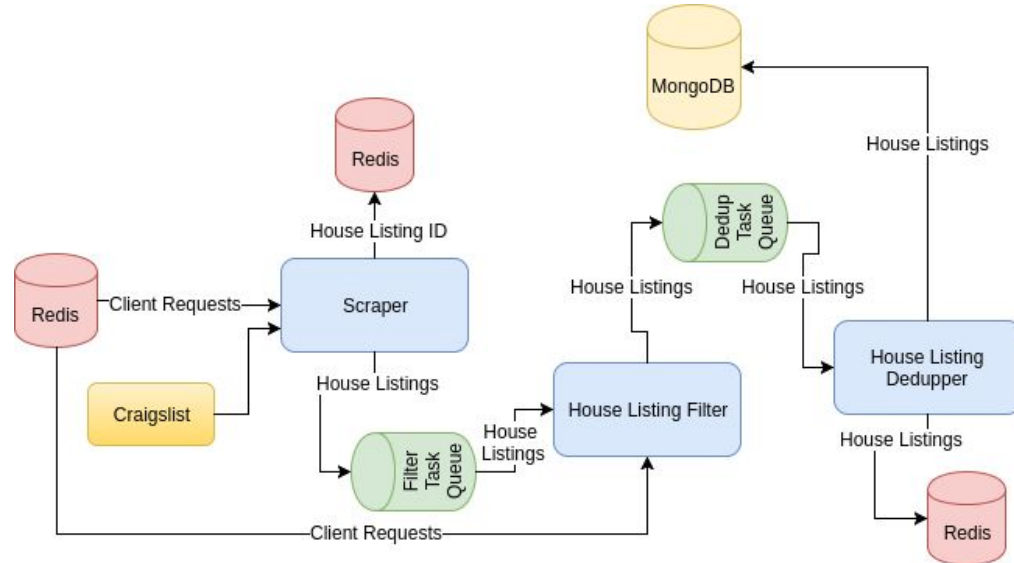 MongoDB
Redis
House Listings
Dedup
Task
Queue
House Listing ID
Redis
Client Requests
Scraper
House Listings
House Listings
House Listing
Dedupper
House Listings
Craigslist
House Listing Filter
House
Listings
House Listings
Filter
Task
Queue
Client Requests
Redis